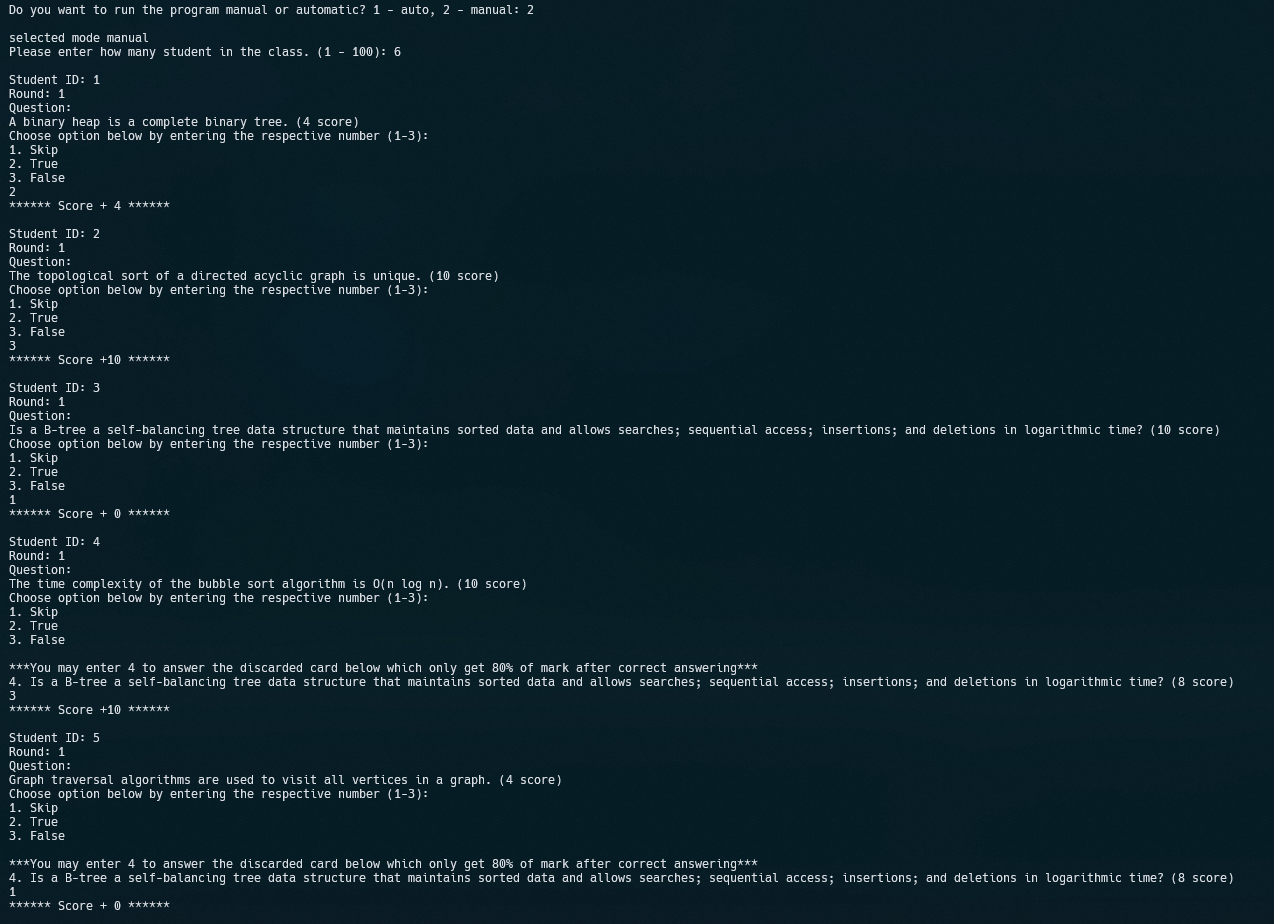 Do you want to run the program manual or automatic? 1 - auto, 2 - manual: 2
selected mode manual
Please enter how many student in the class. (1 - 100): 6
Student ID: 1
Round: 1
Question:
A binary heap is a complete binary tree. (4 score)
Choose option below by entering the respective number (1-3):
1. Skip
2. True
3. False
2
****** Score + 4 ******
Student ID: 2
Round: 1
Question:
The topological sort of a directed acyclic graph is unique. (10 score)
Choose option below by entering the respective number (1-3):
1. Skip
2. True
3. False
3
****** Score +10 ******
Student ID: 3
Round: 1
Question:
Is a B-tree a self-balancing tree data structure that maintains sorted data and allows searches; sequential access; insertions; and deletions in logarithmic time? (10 score)
Choose option below by entering the respective number (1-3):
1. Skip
2. True
3. False
1
****** Score + 0 ******
Student ID: 4
Round: 1
Question:
The time complexity of the bubble sort algorithm is O(n log n). (10 score)
Choose option below by entering the respective number (1-3):
1. Skip
2. True
3. False
***You may enter 4 to answer the discarded card below which only get 80% of mark after correct answering***
4. Is a B-tree a self-balancing tree data structure that maintains sorted data and allows searches; sequential access; insertions; and deletions in logarithmic time? (8 score)
3
****** Score +10 ******
Student ID: 5
Round: 1
Question:
Graph traversal algorithms are used to visit all vertices in a graph. (4 score)
Choose option below by entering the respective number (1-3):
1. Skip
2. True
3. False
***You may enter 4 to answer the discarded card below which only get 80% of mark after correct answering***
4. Is a B-tree a self-balancing tree data structure that maintains sorted data and allows searches; sequential access; insertions; and deletions in logarithmic time? (8 score)
1
****** Score + 0 ******